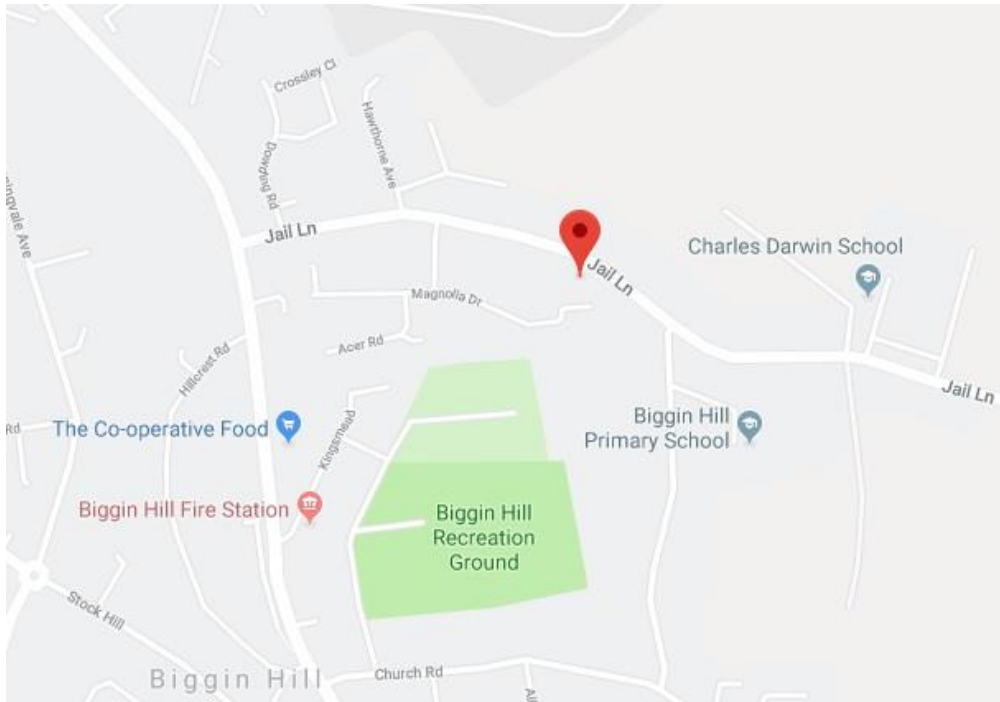 Crossley Cl
Hawthorne Ave
Dowding Rd
Jail Ln
Jail Ln
Charles Darwin School
Magnolia Dr
Acer Rd
Hillcrest Rd
Jail Ln
The Co-operative Food
Kingsmead
Biggin Hill
Primary School
Rd
Biggin Hill Fire Station
Biggin Hill
Recreation
Ground
Stock Hill
Biggin Hill
Church Rd